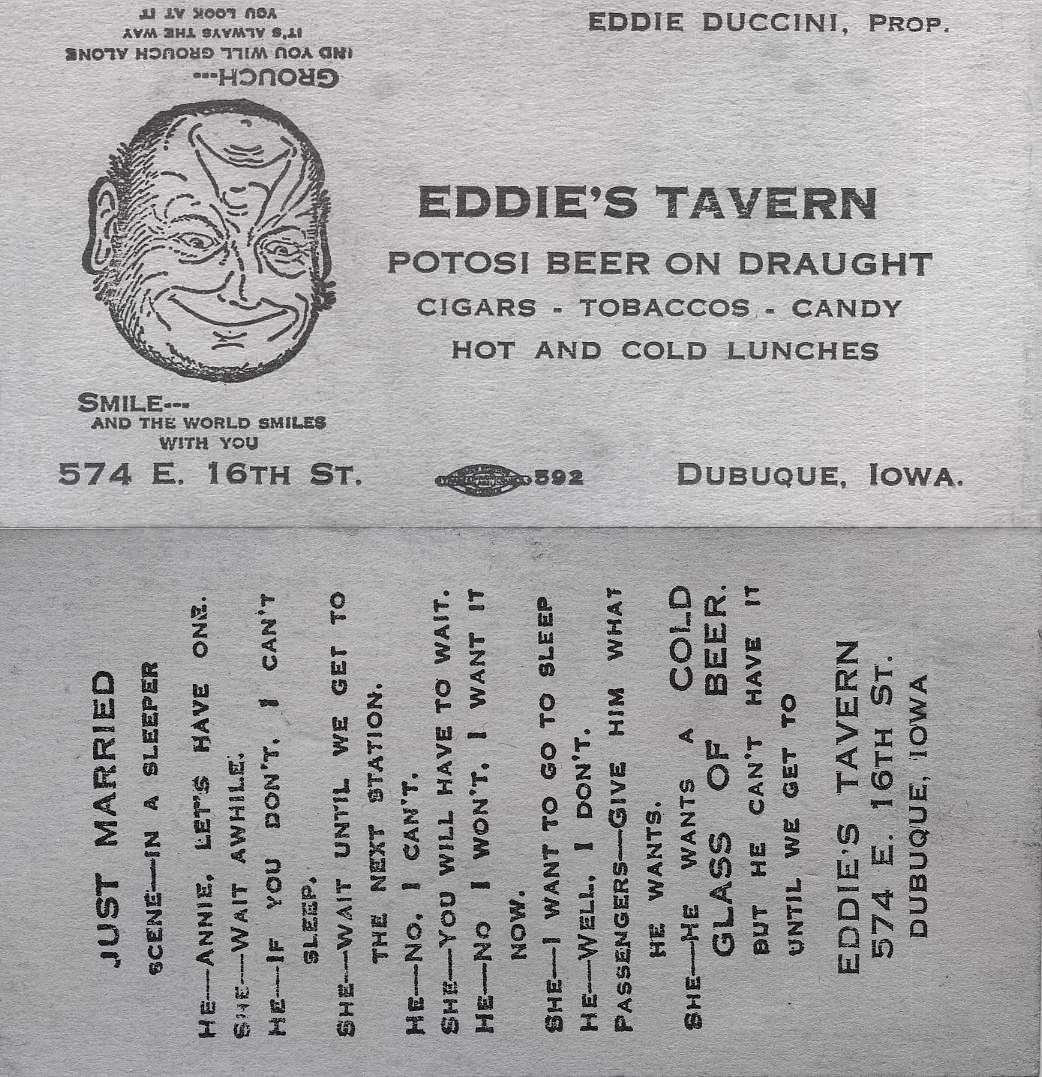 EDDIE DUCCINI, PROP.
GROUCH---
AND YOU WILL GROUCH ALONE
IT'S ALWAYS THE WAY
YOU LOOK AT IT
EDDIE'S TAVERN
POTOSI BEER ON DRAUGHT
CIGARS - TOBACCOS - CANDY
HOT AND COLD LUNCHES
SMILE---
AND THE WORLD SMILES
WITH YOU
574 E. 16TH ST.
592
DUBUQUE, IOWA.
JUST MARRIED
SCENE—IN A SLEEPER
HE—ANNIE, LET'S HAVE ONE.
SHE—WAIT AWHILE.
HE—IF YOU DON'T, I CAN'T
SLEEP.
SHE—WAIT UNTIL WE GET TO
THE NEXT STATION.
HE—NO, I CAN'T.
SHE—YOU WILL HAVE TO WAIT.
HE—NO I WON'T, I WANT IT
NOW.
SHE—I WANT TO GO TO SLEEP
HE—WELL, I DON'T.
PASSENGERS—GIVE HIM WHAT
HE WANTS.
SHE—HE WANTS A COLD
GLASS OF BEER.
BUT HE CAN'T HAVE IT
UNTIL WE GET TO
EDDIE'S TAVERN
574 E. 16TH ST.
DUBUQUE, IOWA